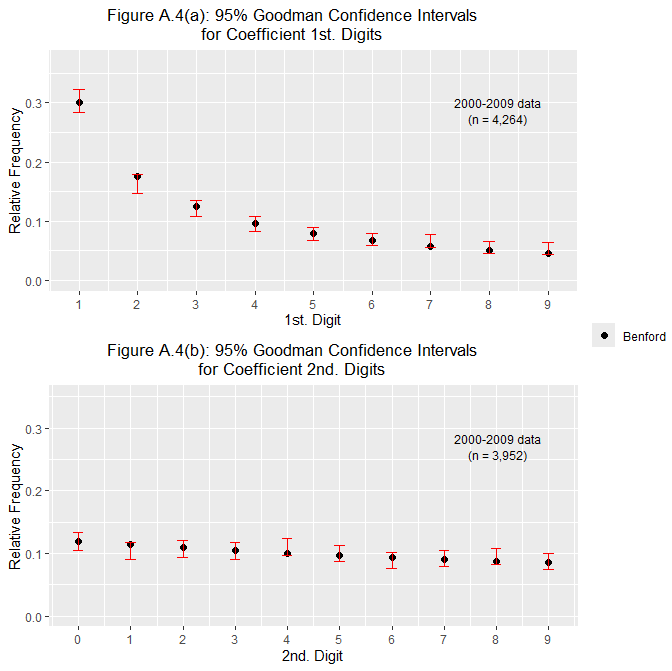 Figure A.4(a): 95% Goodman Confidence Intervals
for Coefficient 1st. Digits
Relative Frequency
0.3
0.2
0.1
0.0
2000-2009 data
(n = 4,264)
1 2 3 4 5 6 7 8 9
1st. Digit
Benford
Figure A.4(b): 95% Goodman Confidence Intervals
for Coefficient 2nd. Digits
Relative Frequency
0.3
0.2
0.1
0.0
2000-2009 data
(n = 3,952)
0 1 2 3 4 5 6 7 8 9
2nd. Digit